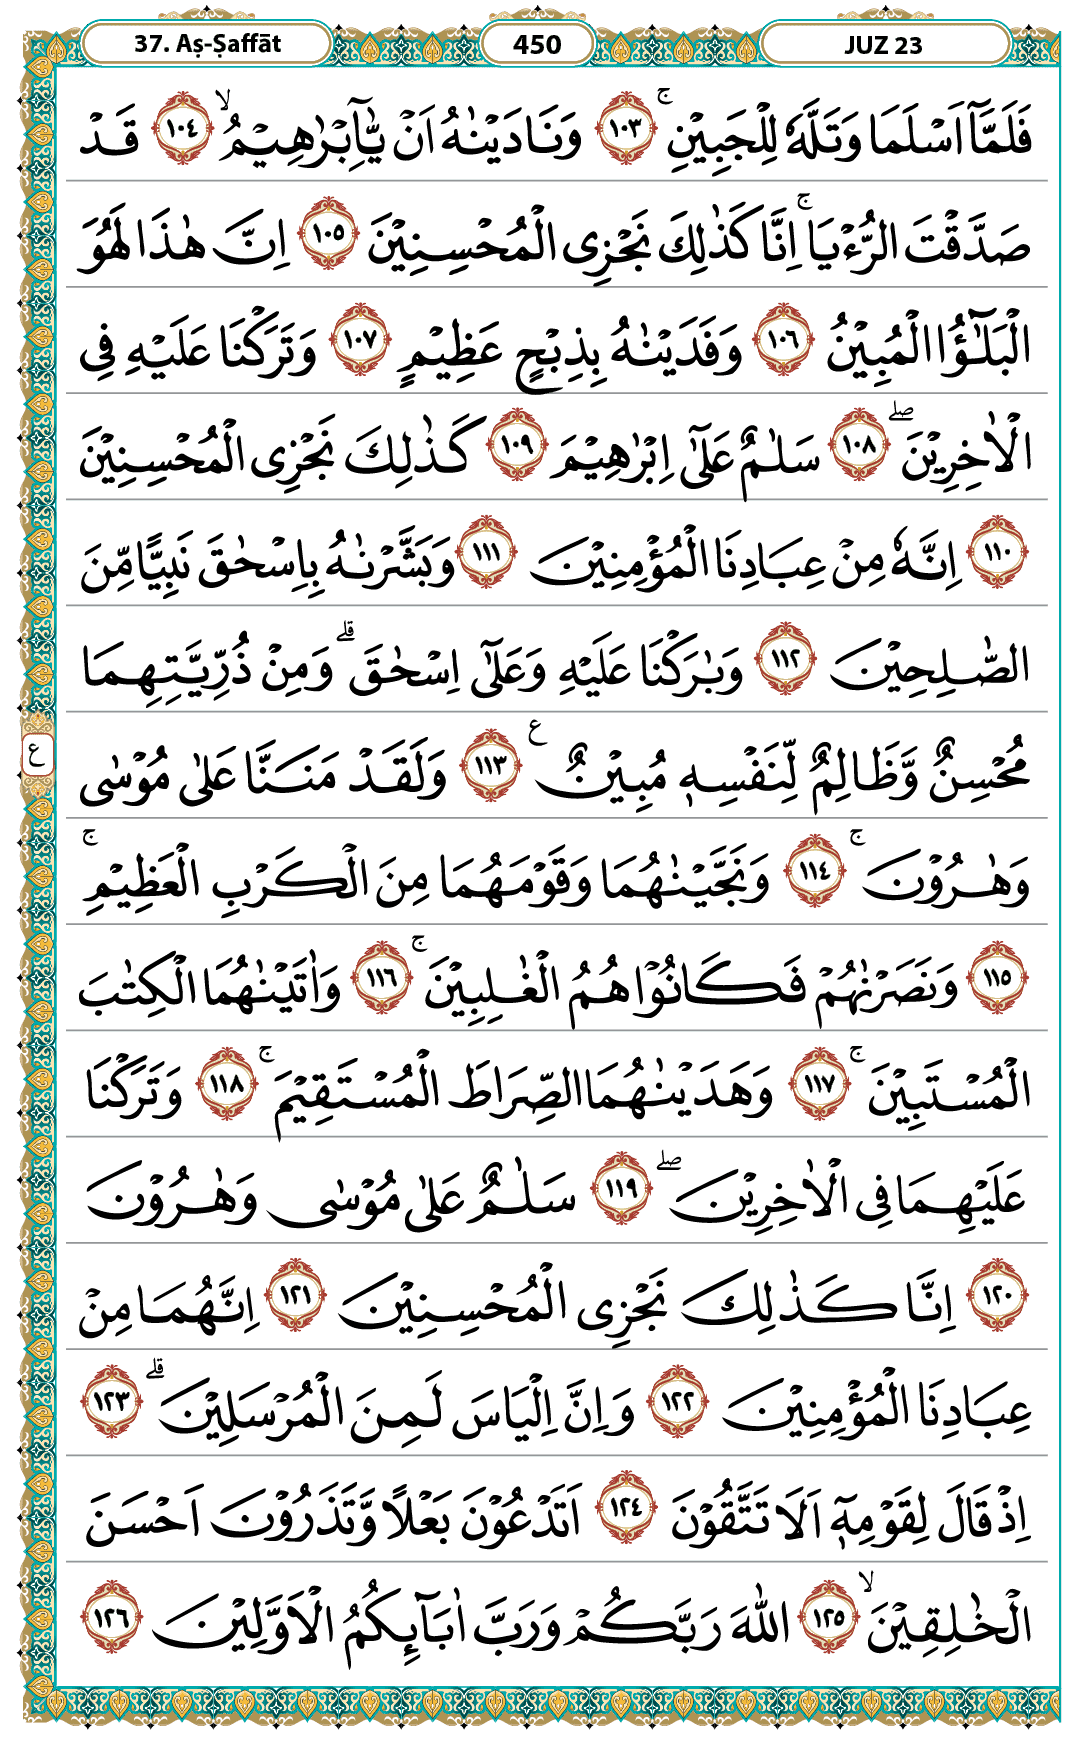 37. Aṣ-Ṣaffāt
450
JUZ 23
فَلَمَّآ اَسْلَمَا وَتَلَّهٗ لِلْجَبِيْنِۚ ١٠٣ وَنَادَيْنٰهُ اَنْ يّٰٓاِبْرٰهِيْمُۙ ١٠٤ قَدْ
صَدَّقْتَ الرُّءْيَاۚ اِنَّا كَذٰلِكَ نَجْزِى الْمُحْسِنِيْنَ ١٠٥ اِنَّ هٰذَا لَهُوَ
الْبَلٰۤؤُا الْمُبِيْنُ ١٠٦ وَفَدَيْنٰهُ بِذِبْحٍ عَظِيْمٍ ١٠٧ وَتَرَكْنَا عَلَيْهِ فِى
الْاٰخِرِيْنَۖ ١٠٨ سَلٰمٌ عَلٰٓى اِبْرٰهِيْمَ ١٠٩ كَذٰلِكَ نَجْزِى الْمُحْسِنِيْنَ
١١٠ اِنَّهٗ مِنْ عِبَادِنَا الْمُؤْمِنِيْنَ ١١١ وَبَشَّرْنٰهُ بِاِسْحٰقَ نَبِيًّا مِّنَ
الصّٰلِحِيْنَ ١١٢ وَبٰرَكْنَا عَلَيْهِ وَعَلٰٓى اِسْحٰقَۗ وَمِنْ ذُرِّيَّتِهِمَا
مُحْسِنٌ وَّظَالِمٌ لِّنَفْسِهٖ مُبِيْنٌ ࣖ ١١٣ وَلَقَدْ مَنَنَّا عَلٰى مُوْسٰى
ع
وَهٰرُوْنَۚ ١١٤ وَنَجَّيْنٰهُمَا وَقَوْمَهُمَا مِنَ الْكَرْبِ الْعَظِيْمِۚ
١١٥ وَنَصَرْنٰهُمْ فَكَانُوْا هُمُ الْغٰلِبِيْنَۚ ١١٦ وَاٰتَيْنٰهُمَا الْكِتٰبَ
الْمُسْتَبِيْنَۚ ١١٧ وَهَدَيْنٰهُمَا الصِّرَاطَ الْمُسْتَقِيْمَۚ ١١٨ وَتَرَكْنَا
عَلَيْهِمَا فِى الْاٰخِرِيْنَۖ ١١٩ سَلٰمٌ عَلٰى مُوْسٰى وَهٰرُوْنَ
١٢٠ اِنَّا كَذٰلِكَ نَجْزِى الْمُحْسِنِيْنَ ١٢١ اِنَّهُمَا مِنْ
عِبَادِنَا الْمُؤْمِنِيْنَ ١٢٢ وَاِنَّ اِلْيَاسَ لَمِنَ الْمُرْسَلِيْنَۗ ١٢٣
اِذْ قَالَ لِقَوْمِهٖٓ اَلَا تَتَّقُوْنَ ١٢٤ اَتَدْعُوْنَ بَعْلًا وَّتَذَرُوْنَ اَحْسَنَ
الْخٰلِقِيْنَۙ ١٢٥ اللّٰهَ رَبَّكُمْ وَرَبَّ اٰبَاۤىِٕكُمُ الْاَوَّلِيْنَ ١٢٦